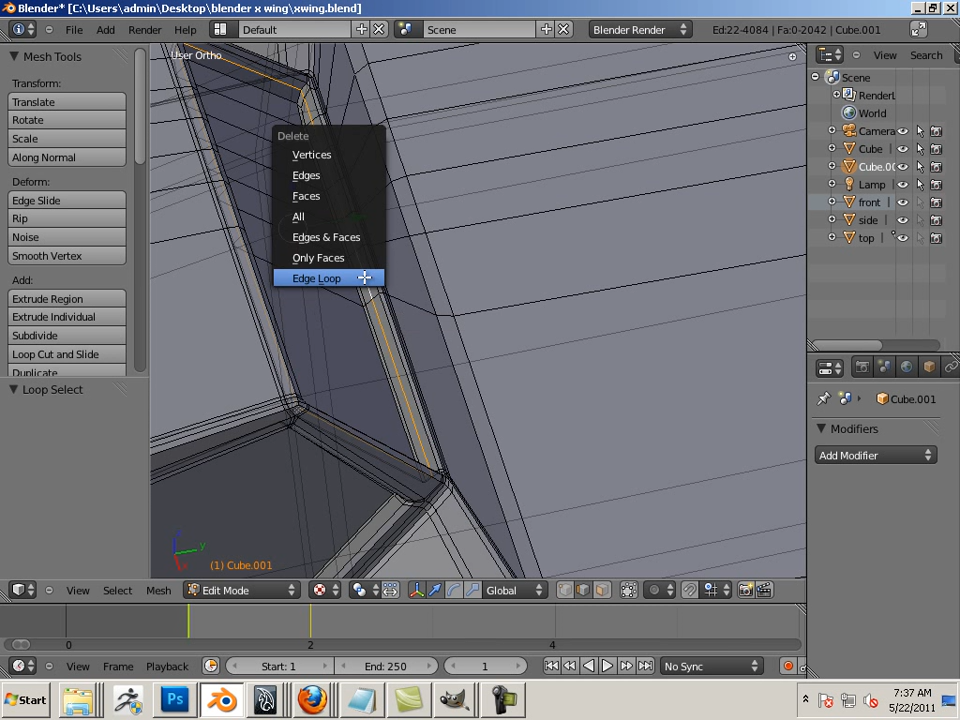 Blender* [C:\Users\admin\Desktop\blender x wing\xwing.blend]
File Add Render Help Default Scene Blender Render Ed:22-4084 | Fa:0-2042 | Cube.001
Mesh Tools
Transform:
Translate
Rotate
Scale
Along Normal
Deform:
Edge Slide
Rip
Noise
Smooth Vertex
Add:
Extrude Region
Extrude Individual
Subdivide
Loop Cut and Slide
Duplicate
Loop Select
User Ortho
Delete
Vertices
Edges
Faces
All
Edges & Faces
Only Faces
Edge Loop
(1) Cube.001
View Select Mesh Edit Mode Global
0 2 4
View Frame Playback Start: 1 End: 250 1 No Sync
View Search
Scene
RenderL
World
Camera
Cube
Cube.00
Lamp
front
side
top
Cube.001
Modifiers
Add Modifier
Start Ps 7:37 AM
5/22/2011